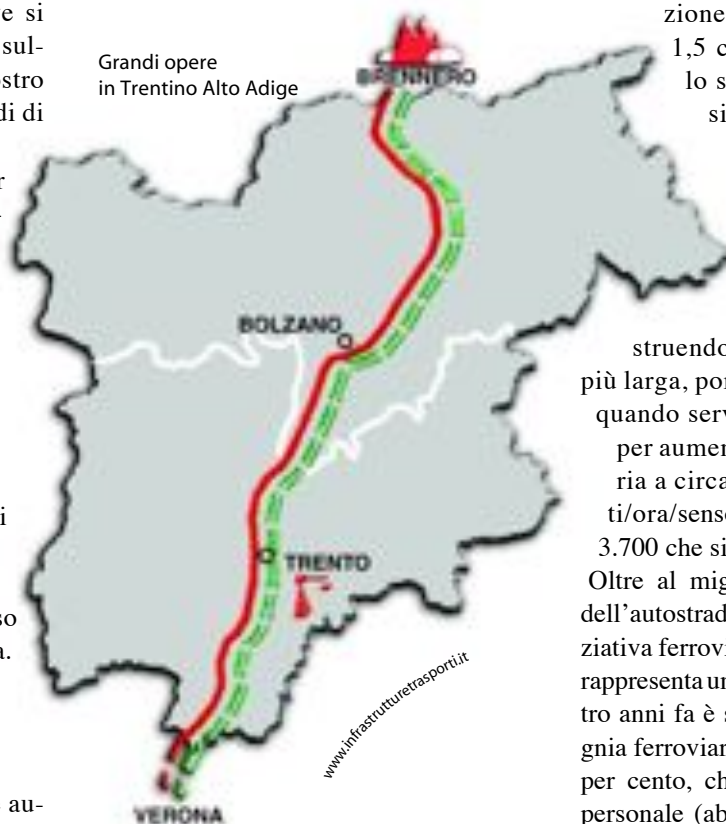 ve si
sul-
ostro
di di
r
i
so
a.
au-
Grandi opere
in Trentino Alto Adige
BRENNERO
BOLZANO
TRENTO
VERONA
www.infrastrutturetrasporti.it
zione
1,5 c
lo s
si
struendo
più larga, por
quando serv
per aumen
ria a circa
ti/ora/senso
3.700 che si
Oltre al mig
dell'autostrad
ziativa ferrovi
rappresenta un
tro anni fa è s
gnia ferroviar
per cento, ch
personale (ab